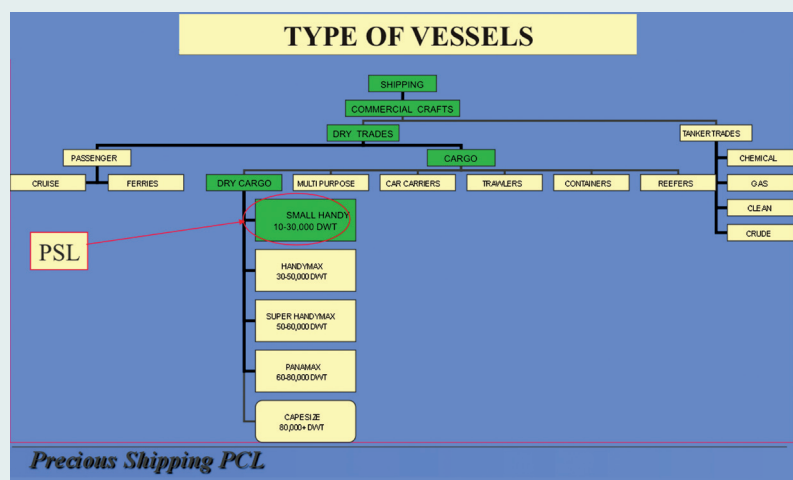 TYPE OF VESSELS
SHIPPING
COMMERCIAL CRAFTS
DRY TRADES
TANKERTRADES
PASSENGER
CARGO
CHEMICAL
CRUISE
FERRIES
DRY CARGO
MULTI PURPOSE
CAR CARRIERS
TRAWLERS
CONTAINERS
REEFERS
GAS
CLEAN
CRUDE
SMALL HANDY
10-30,000 DWT
PSL
HANDYMAX
30-50,000 DWT
SUPER HANDYMAX
50-60,000 DWT
PANAMAX
60-80,000 DWT
CAPESIZE
80,000+ DWT
Precious Shipping PCL